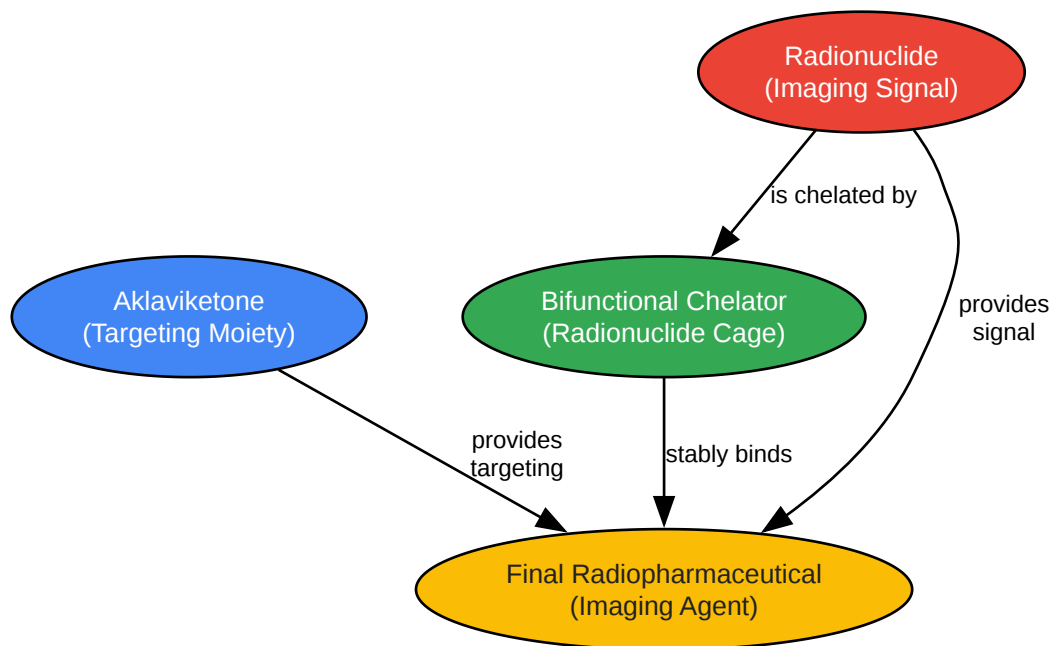 Radionuclide
(Imaging Signal)
is chelated by
Aklaviketone
(Targeting Moiety)
Bifunctional Chelator
(Radionuclide Cage)
provides
signal
provides
targeting
stably binds
Final Radiopharmaceutical
(Imaging Agent)